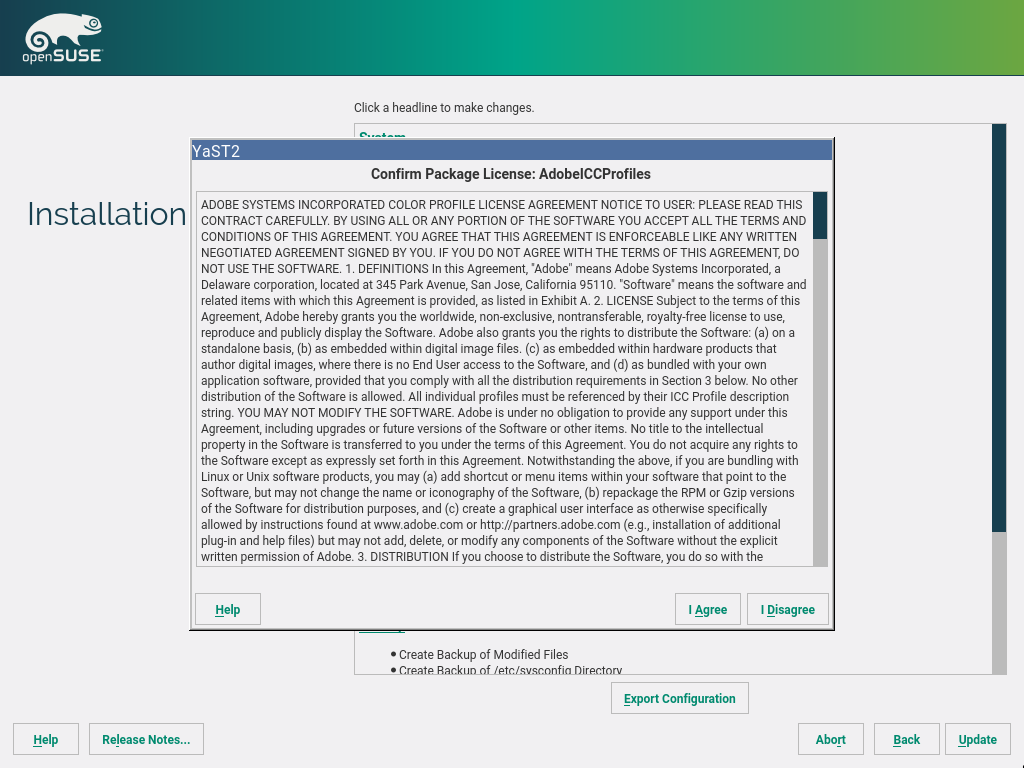 openSUSE
Click a headline to make changes.
System
Installation
YaST2
Confirm Package License: AdobeICCProfiles
ADOBE SYSTEMS INCORPORATED COLOR PROFILE LICENSE AGREEMENT NOTICE TO USER: PLEASE READ THIS
CONTRACT CAREFULLY. BY USING ALL OR ANY PORTION OF THE SOFTWARE YOU ACCEPT ALL THE TERMS AND
CONDITIONS OF THIS AGREEMENT. YOU AGREE THAT THIS AGREEMENT IS ENFORCEABLE LIKE ANY WRITTEN
NEGOTIATED AGREEMENT SIGNED BY YOU. IF YOU DO NOT AGREE WITH THE TERMS OF THIS AGREEMENT, DO
NOT USE THE SOFTWARE. 1. DEFINITIONS In this Agreement, "Adobe" means Adobe Systems Incorporated, a
Delaware corporation, located at 345 Park Avenue, San Jose, California 95110. "Software" means the software and
related items with which this Agreement is provided, as listed in Exhibit A. 2. LICENSE Subject to the terms of this
Agreement, Adobe hereby grants you the worldwide, non-exclusive, nontransferable, royalty-free license to use,
reproduce and publicly display the Software. Adobe also grants you the rights to distribute the Software: (a) on a
standalone basis, (b) as embedded within digital image files. (c) as embedded within hardware products that
author digital images, where there is no End User access to the Software, and (d) as bundled with your own
application software, provided that you comply with all the distribution requirements in Section 3 below. No other
distribution of the Software is allowed. All individual profiles must be referenced by their ICC Profile description
string. YOU MAY NOT MODIFY THE SOFTWARE. Adobe is under no obligation to provide any support under this
Agreement, including upgrades or future versions of the Software or other items. No title to the intellectual
property in the Software is transferred to you under the terms of this Agreement. You do not acquire any rights to
the Software except as expressly set forth in this Agreement. Notwithstanding the above, if you are bundling with
Linux or Unix software products, you may (a) add shortcut or menu items within your software that point to the
Software, but may not change the name or iconography of the Software, (b) repackage the RPM or Gzip versions
of the Software for distribution purposes, and (c) create a graphical user interface as otherwise specifically
allowed by instructions found at www.adobe.com or http://partners.adobe.com (e.g., installation of additional
plug-in and help files) but may not add, delete, or modify any components of the Software without the explicit
written permission of Adobe. 3. DISTRIBUTION If you choose to distribute the Software, you do so with the
Help
I Agree
I Disagree
Create Backup of Modified Files
Create Backup of /etc/sysconfig Directory
Export Configuration
Help
Release Notes...
Abort
Back
Update